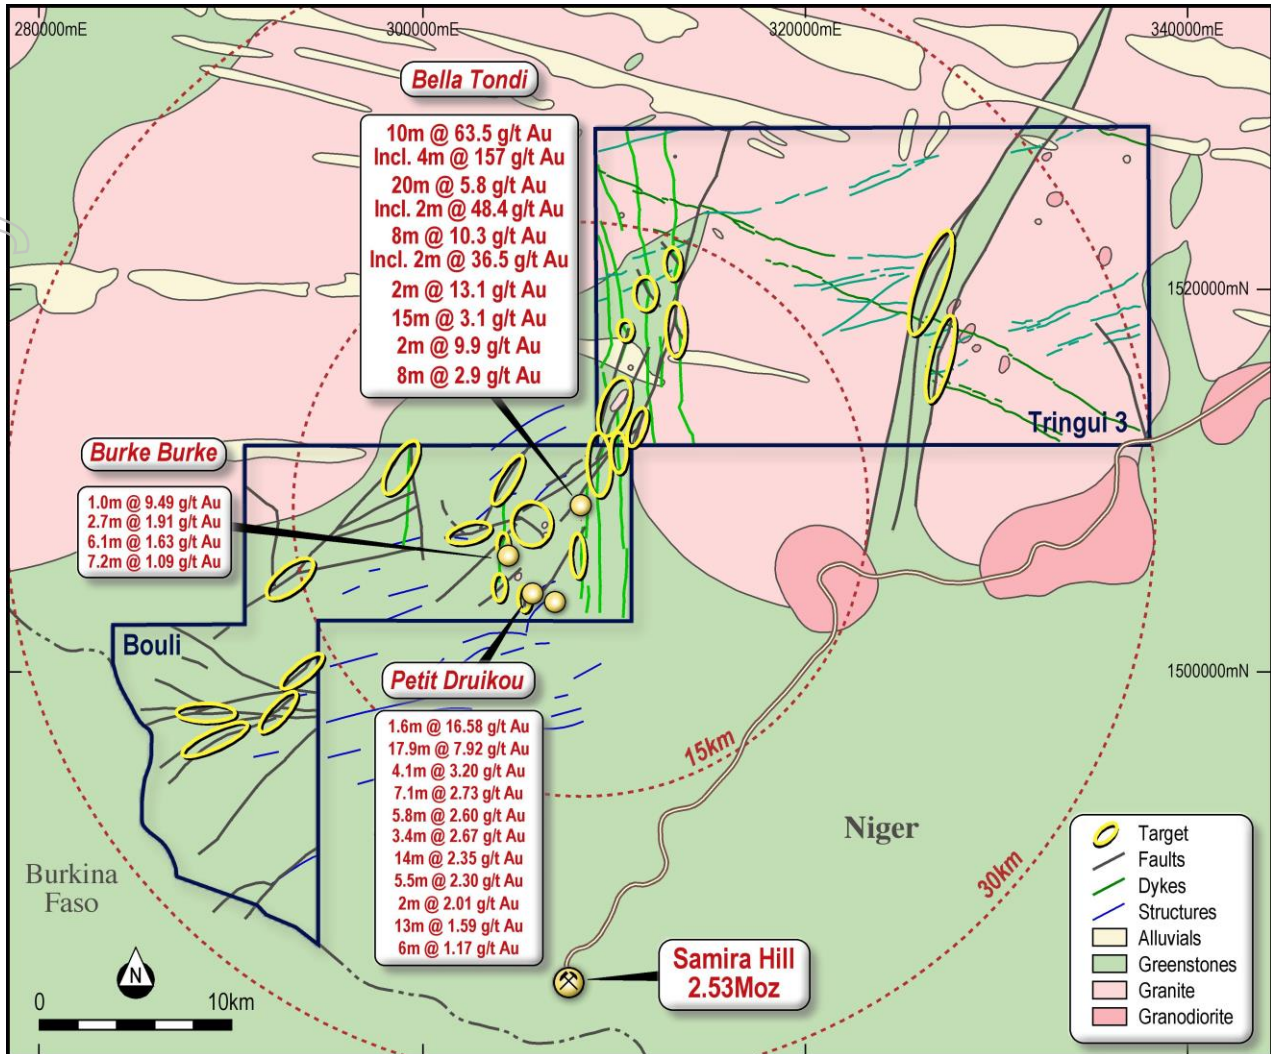 280000mE
300000mE
320000mE
340000mE
Bella Tondi
10m @ 63.5 g/t Au
Incl. 4m @ 157 g/t Au
20m @ 5.8 g/t Au
Incl. 2m @ 48.4 g/t Au
8m @ 10.3 g/t Au
Incl. 2m @ 36.5 g/t Au
2m @ 13.1 g/t Au
15m @ 3.1 g/t Au
2m @ 9.9 g/t Au
8m @ 2.9 g/t Au
1520000mN
Tringui 3
Burke Burke
1.0m @ 9.49 g/t Au
2.7m @ 1.91 g/t Au
6.1m @ 1.63 g/t Au
7.2m @ 1.09 g/t Au
Bouli
1500000mN
Petit Druikou
1.6m @ 16.58 g/t Au
17.9m @ 7.92 g/t Au
4.1m @ 3.20 g/t Au
7.1m @ 2.73 g/t Au
5.8m @ 2.60 g/t Au
3.4m @ 2.67 g/t Au
14m @ 2.35 g/t Au
5.5m @ 2.30 g/t Au
2m @ 2.01 g/t Au
13m @ 1.59 g/t Au
6m @ 1.17 g/t Au
15km
Niger
30km
Burkina
Faso
Samira Hill
2.53Moz
N
0
10km
Target
Faults
Dykes
Structures
Alluvials
Greenstones
Granite
Granodiorite